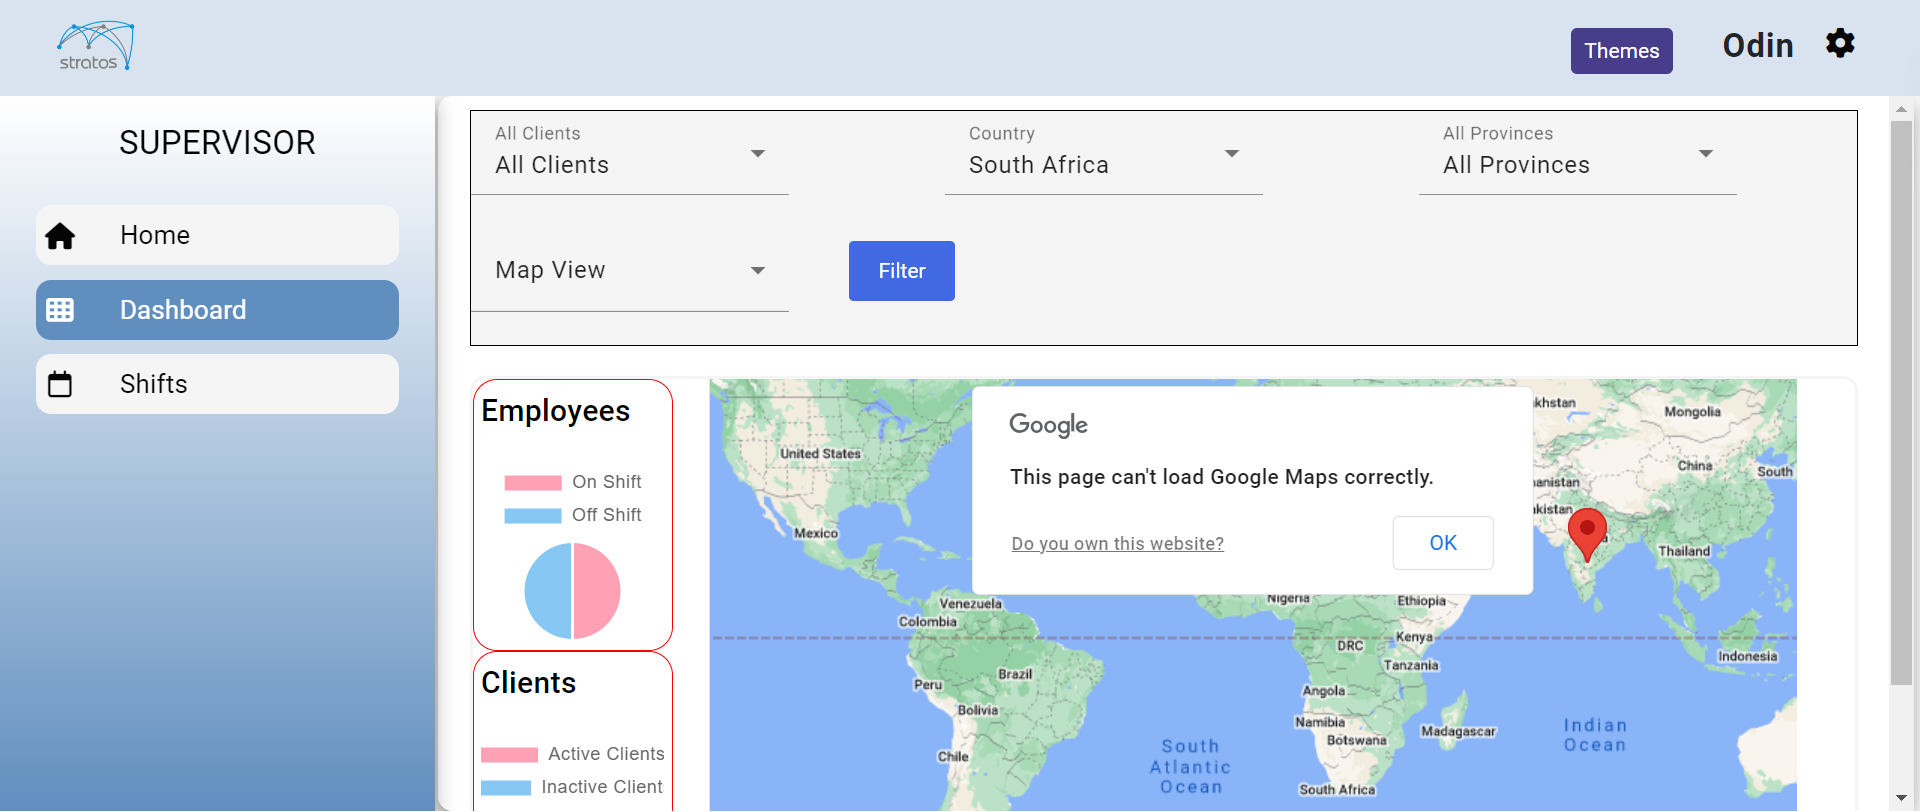 stratos
Themes
Odin
SUPERVISOR
Home
Dashboard
Shifts
All Clients
All Clients
Country
South Africa
All Provinces
All Provinces
Map View
Filter
Employees
On Shift
Off Shift
Clients
Active Clients
Inactive Client
Google
This page can't load Google Maps correctly.
Do you own this website?
OK
United States
Mexico
Venezuela
Colombia
Peru
Brazil
Bolivia
Chile
South
Atlantic
Ocean
Nigeria
Ethiopia
Kenya
DRC
Tanzania
Angola
Namibia
Botswana
Madagascar
South Africa
khstan
Mongolia
China
South
anistan
kistan
Thailand
Indonesia
Indian
Ocean